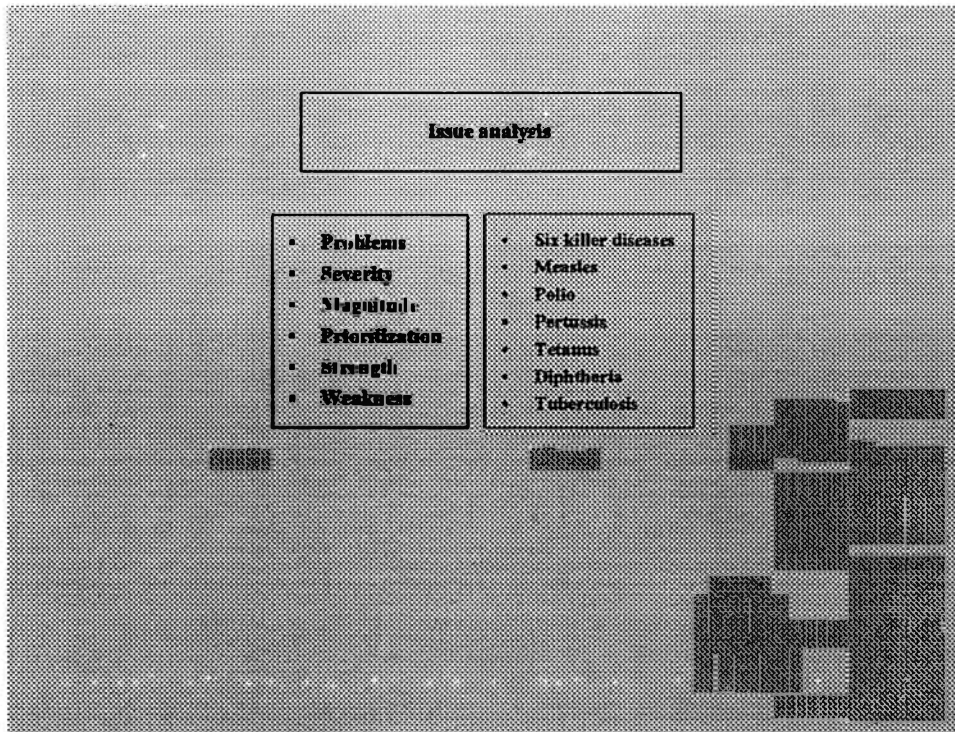 Issue analysis
▪ Problems
▪ Severity
▪ Magnitude
▪ Prioritization
▪ Strength
▪ Weakness
• Six killer diseases
• Measles
• Polio
• Pertussis
• Tetanus
• Diphtheria
• Tuberculosis